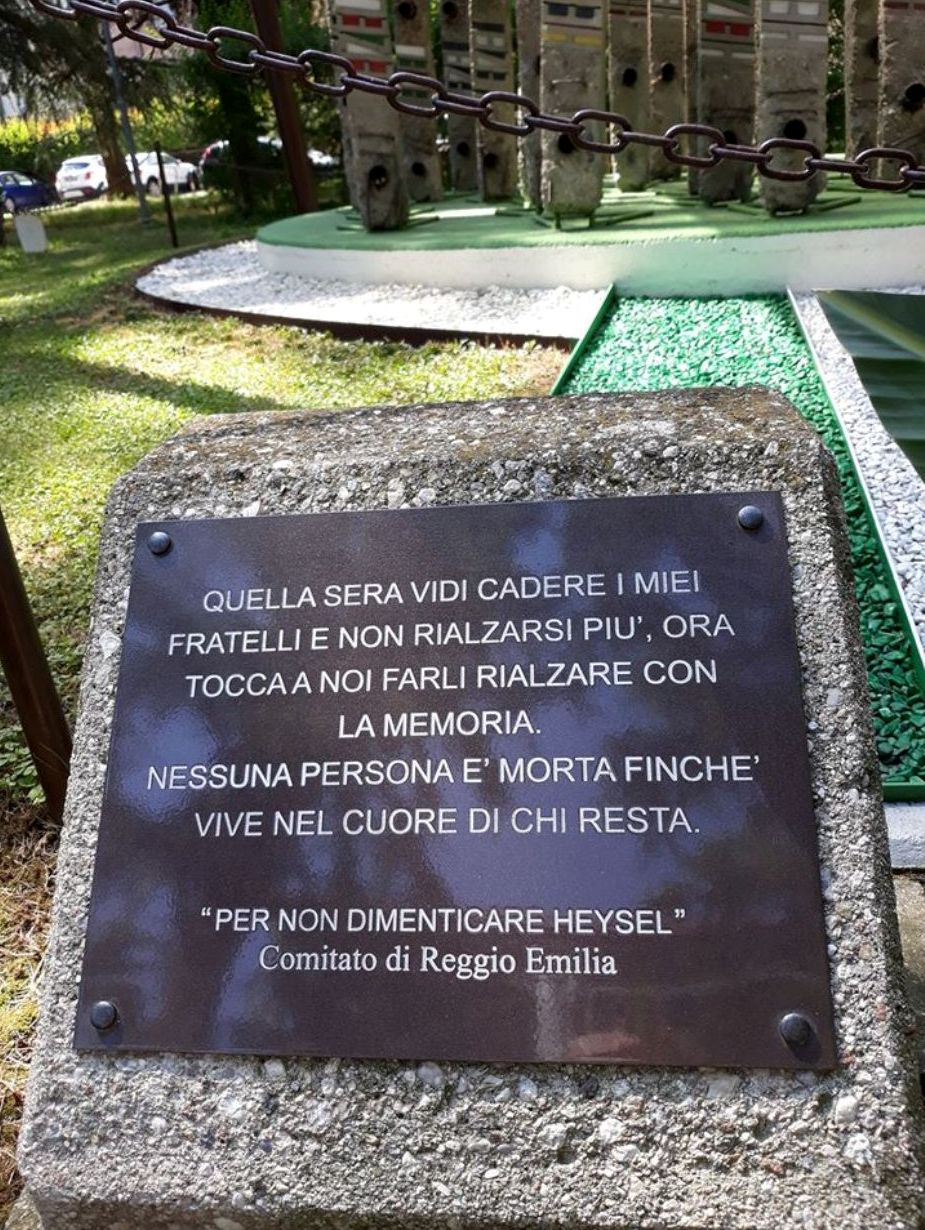 QUELLA SERA VIDI CADERE I MIEI
FRATELLI E NON RIALZARSI PIU', ORA
TOCCA A NOI FARLI RIALZARE CON
LA MEMORIA.
NESSUNA PERSONA E' MORTA FINCHE'
VIVE NEL CUORE DI CHI RESTA.
“PER NON DIMENTICARE HEYSEL”
Comitato di Reggio Emilia